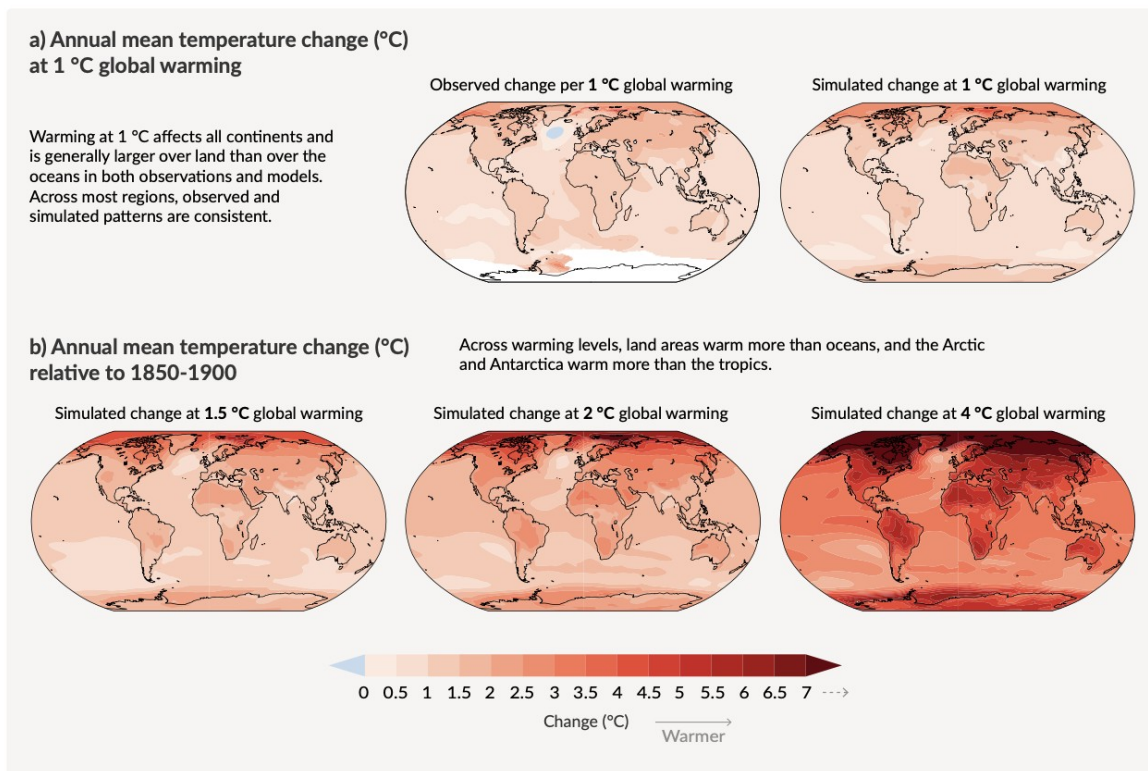 a) Annual mean temperature change (°C)
at 1 °C global warming
Observed change per 1 °C global warming
Simulated change at 1 °C global warming
Warming at 1 °C affects all continents and
is generally larger over land than over the
oceans in both observations and models.
Across most regions, observed and
simulated patterns are consistent.
b) Annual mean temperature change (°C)
relative to 1850-1900
Across warming levels, land areas warm more than oceans, and the Arctic
and Antarctica warm more than the tropics.
Simulated change at 1.5 °C global warming
Simulated change at 2 °C global warming
Simulated change at 4 °C global warming
0 0.5 1 1.5 2 2.5 3 3.5 4 4.5 5 5.5 6 6.5 7
Change (°C)
Warmer